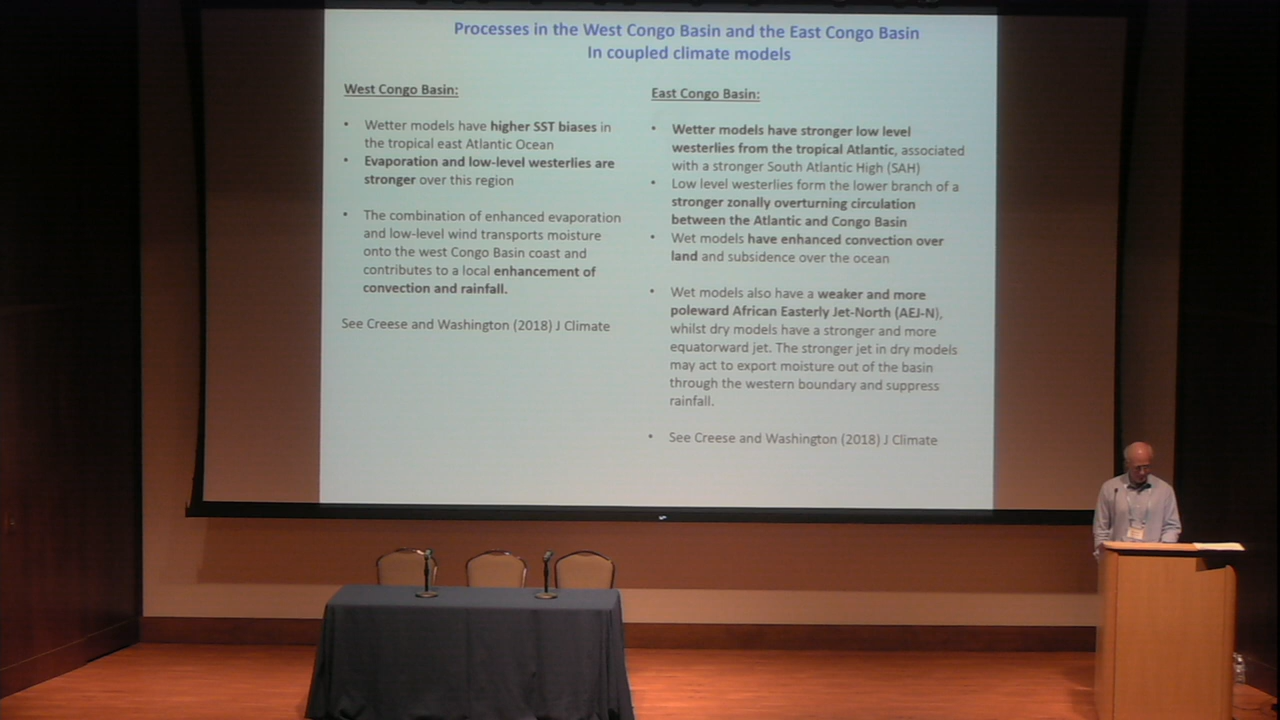 Processes in the West Congo Basin and the East Congo Basin
In coupled climate models
West Congo Basin:
• Wetter models have higher SST biases in
the tropical east Atlantic Ocean
• Evaporation and low-level westerlies are
stronger over this region
• The combination of enhanced evaporation
and low-level wind transports moisture
onto the west Congo Basin coast and
contributes to a local enhancement of
convection and rainfall.
See Creese and Washington (2018) J Climate
East Congo Basin:
• Wetter models have stronger low level
westerlies from the tropical Atlantic, associated
with a stronger South Atlantic High (SAH)
• Low level westerlies form the lower branch of a
stronger zonally overturning circulation
between the Atlantic and Congo Basin
• Wet models have enhanced convection over
land and subsidence over the ocean
• Wet models also have a weaker and more
poleward African Easterly Jet-North (AEJ-N),
whilst dry models have a stronger and more
equatorward jet. The stronger jet in dry models
may act to export moisture out of the basin
through the western boundary and suppress
rainfall.
• See Creese and Washington (2018) J Climate